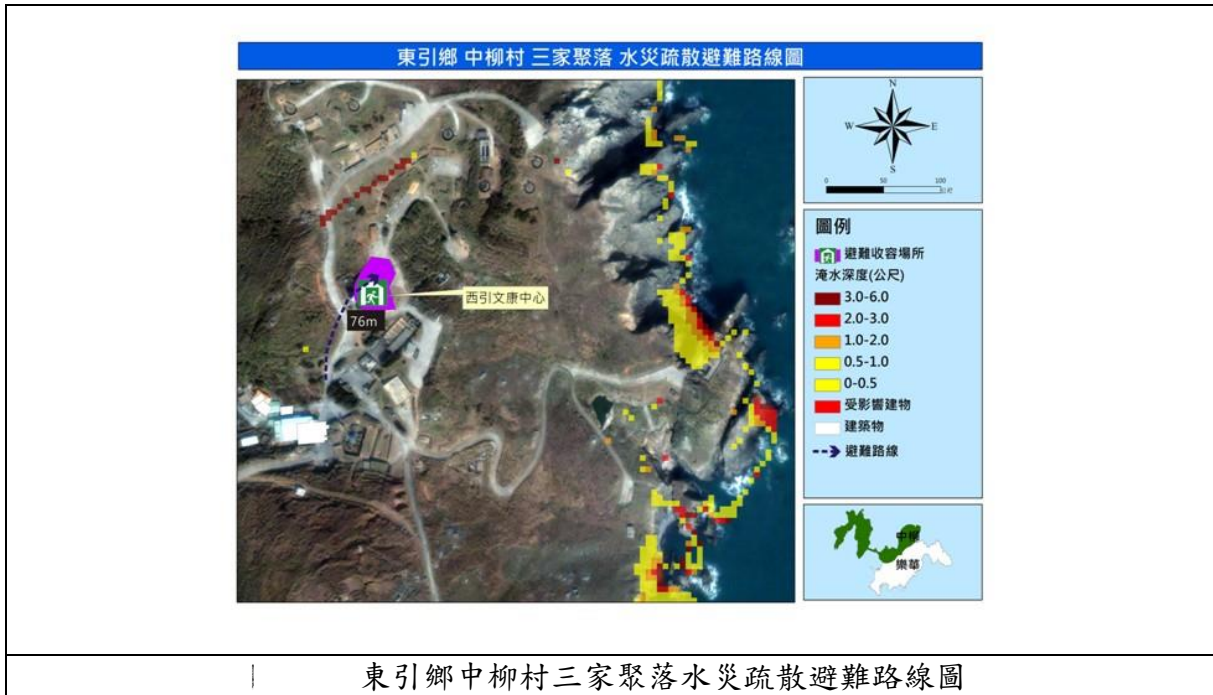 東引鄉 中柳村 三家聚落 水災疏散避難路線圖
N
W
E
S
0
50
100
公尺
圖例
避難收容場所
淹水深度(公尺)
3.0-6.0
2.0-3.0
1.0-2.0
0.5-1.0
0-0.5
受影響建物
建築物
避難路線
西引文康中心
76m
中柳
樂華
東引鄉中柳村三家聚落水災疏散避難路線圖